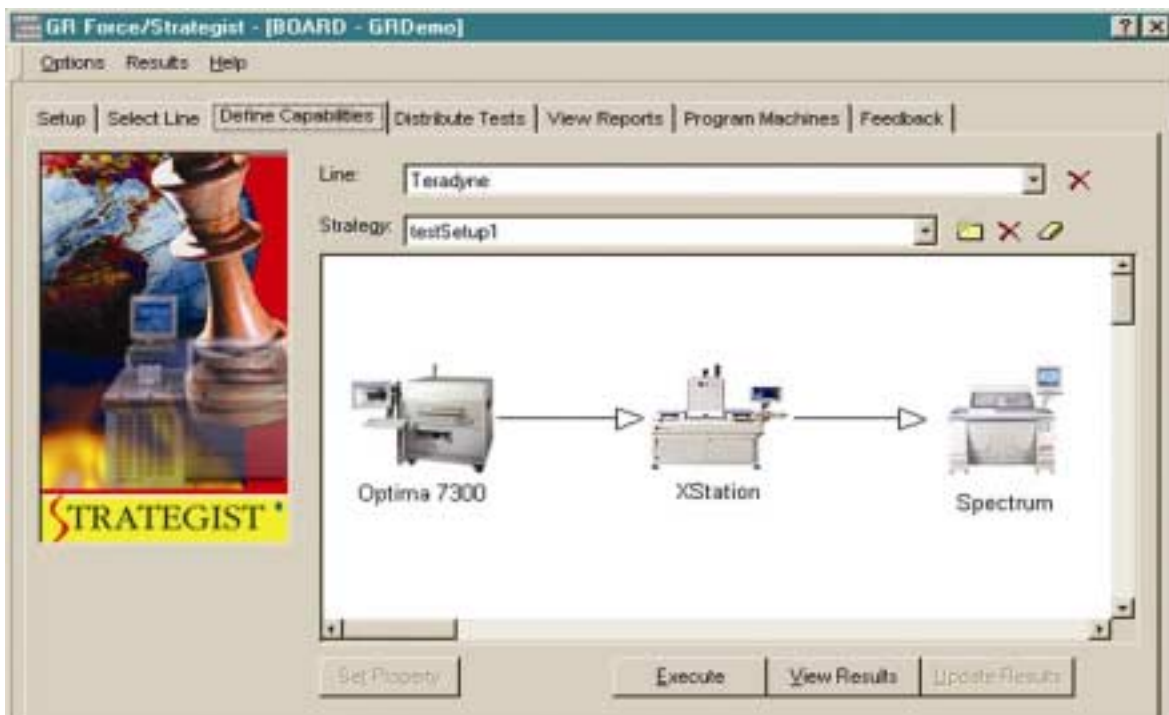 GR Force/Strategist - [BOARD - GRDemo]
Options Results Help
Setup Select Line Define Capabilities Distribute Tests View Reports Program Machines Feedback
Line: Teradyne
Strategy: testSetup1
Optima 7300
XStation
Spectrum
STRATEGIST
Set Property Execute View Results Update Results